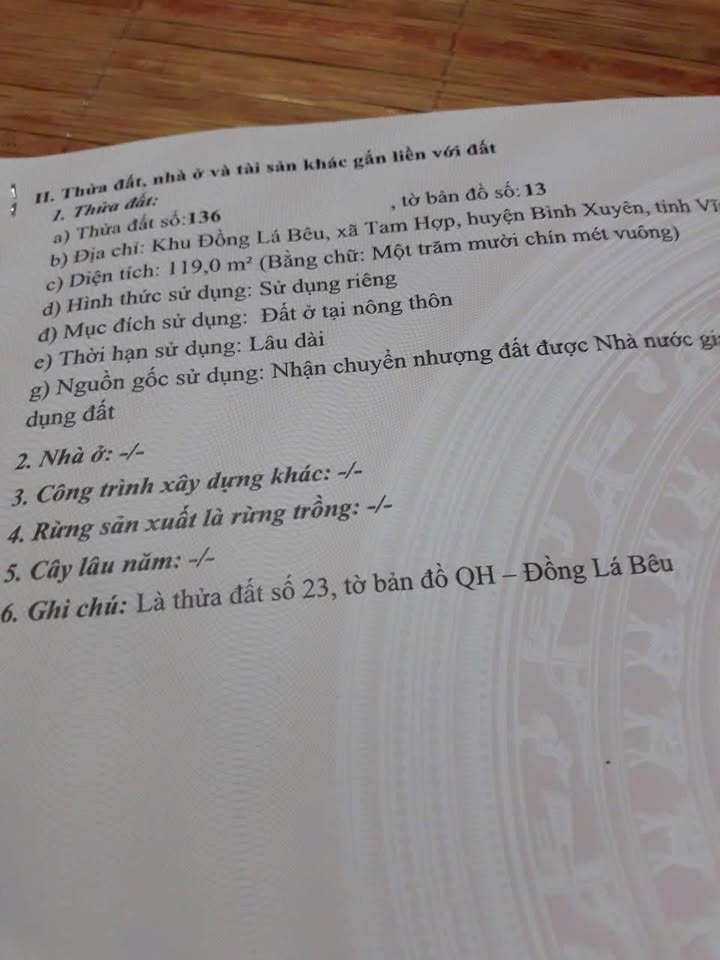 II. Thửa đất, nhà ở và tài sản khác gắn liền với đất
1. Thửa đất:
a) Thửa đất số:136 , tờ bản đồ số:13
b) Địa chỉ: Khu Đồng Lá Bêu, xã Tam Hợp, huyện Bình Xuyên, tỉnh
c) Diện tích: 119,0 m² (Bằng chữ: Một trăm mười chín mét vuông)
d) Hình thức sử dụng: Sử dụng riêng
đ) Mục đích sử dụng: Đất ở tại nông thôn
e) Thời hạn sử dụng: Lâu dài
g) Nguồn gốc sử dụng: Nhận chuyển nhượng đất được Nhà nước
dụng đất
2. Nhà ở: -/-
3. Công trình xây dựng khác: -/-
4. Rừng sản xuất là rừng trồng: -/-
5. Cây lâu năm: -/-
6. Ghi chú: Là thửa đất số 23, tờ bản đồ QH – Đồng Lá Bêu